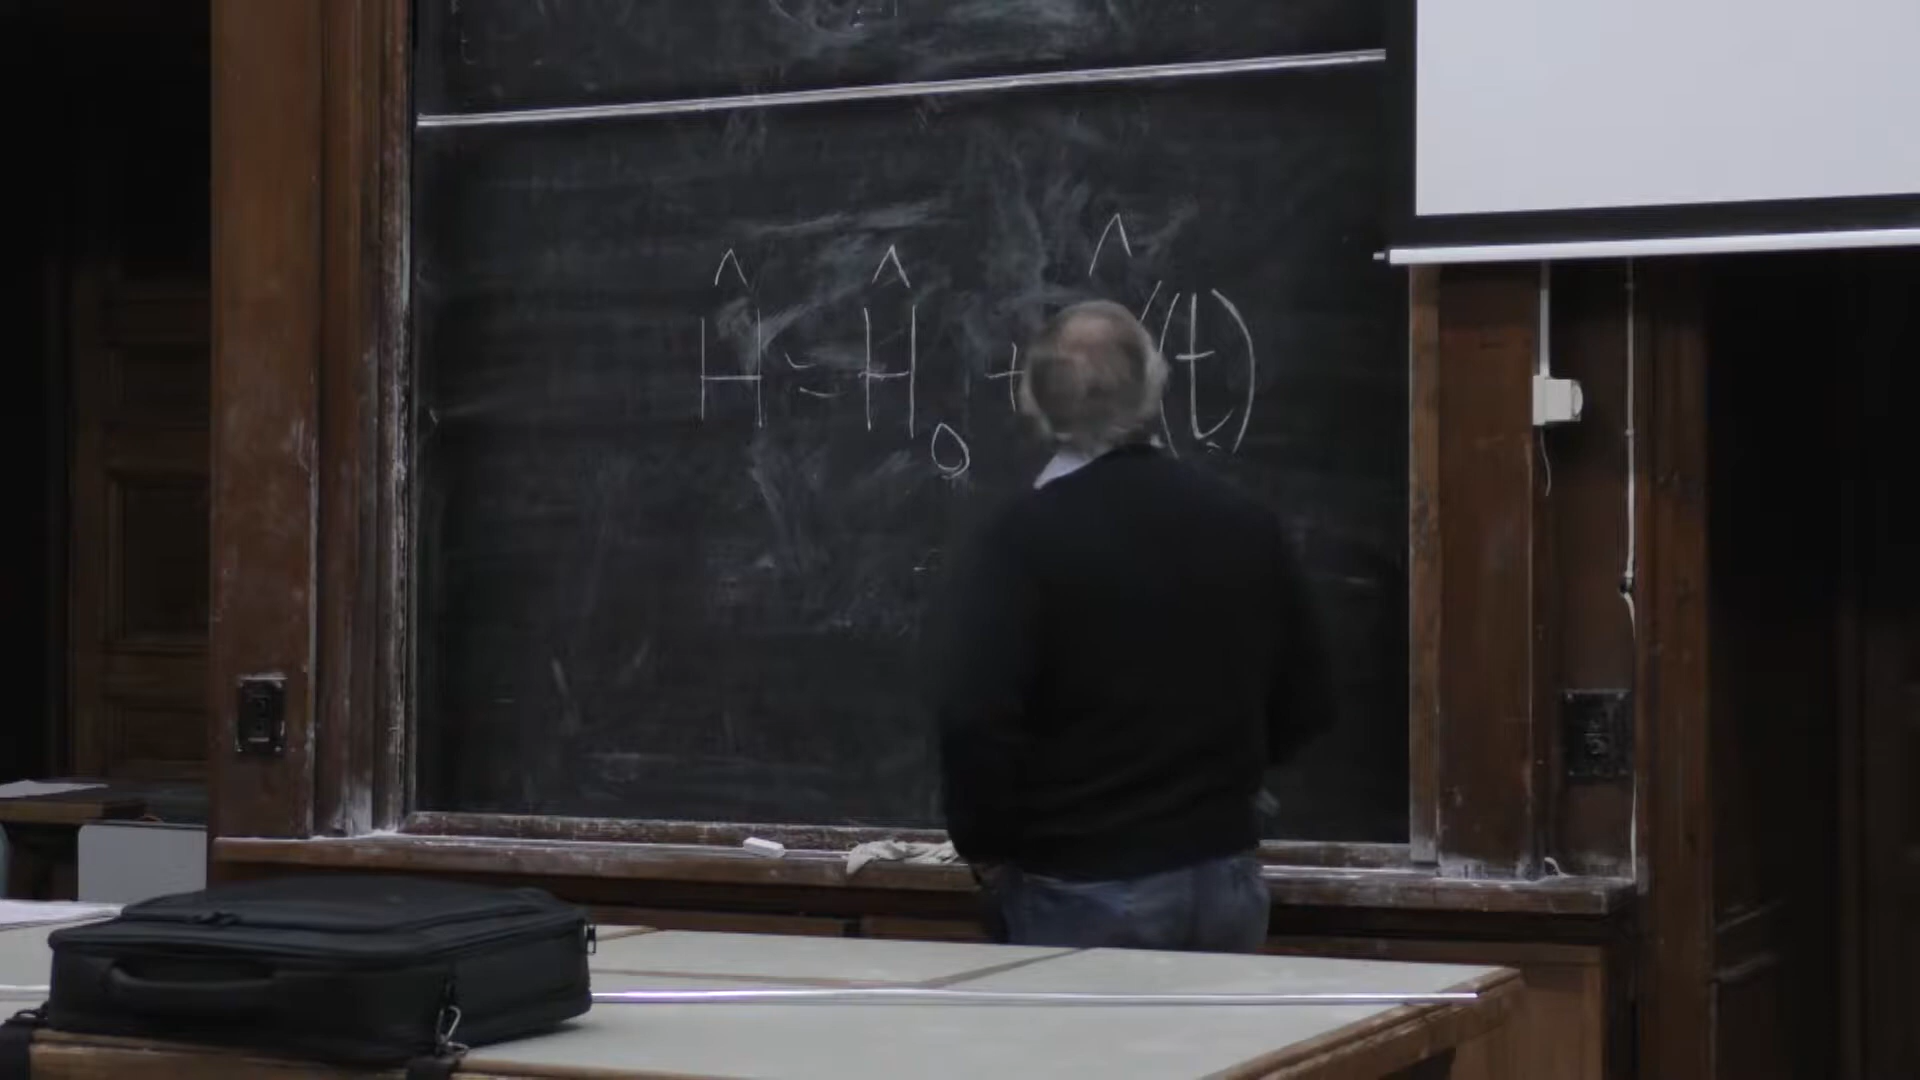 Ĥ = Ĥ₀ + ^(t)